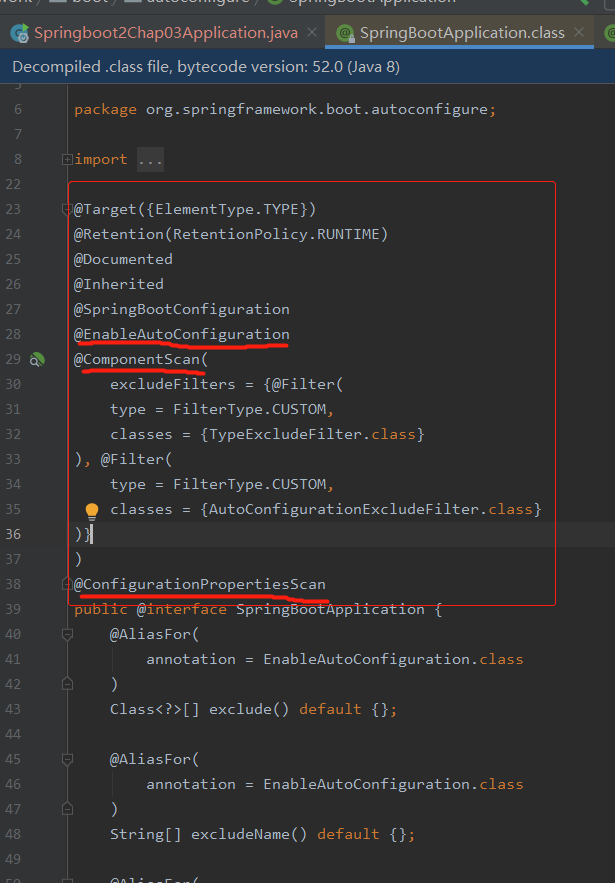 Springboot2Chap03Application.java × SpringBootApplication.class ×
Decompiled .class file, bytecode version: 52.0 (Java 8)
6 package org.springframework.boot.autoconfigure;
7
8 import ...
22
23 @Target({ElementType.TYPE})
24 @Retention(RetentionPolicy.RUNTIME)
25 @Documented
26 @Inherited
27 @SpringBootConfiguration
28 @EnableAutoConfiguration
29 @ComponentScan(
30 excludeFilters = {@Filter(
31 type = FilterType.CUSTOM,
32 classes = {TypeExcludeFilter.class}
33 ), @Filter(
34 type = FilterType.CUSTOM,
35 classes = {AutoConfigurationExcludeFilter.class}
36 )}
37 )
38 @ConfigurationPropertiesScan
39 public @interface SpringBootApplication {
40 @AliasFor(
41 annotation = EnableAutoConfiguration.class
42 )
43 Class<?>[] exclude() default {};
44
45 @AliasFor(
46 annotation = EnableAutoConfiguration.class
47 )
48 String[] excludeName() default {};
49